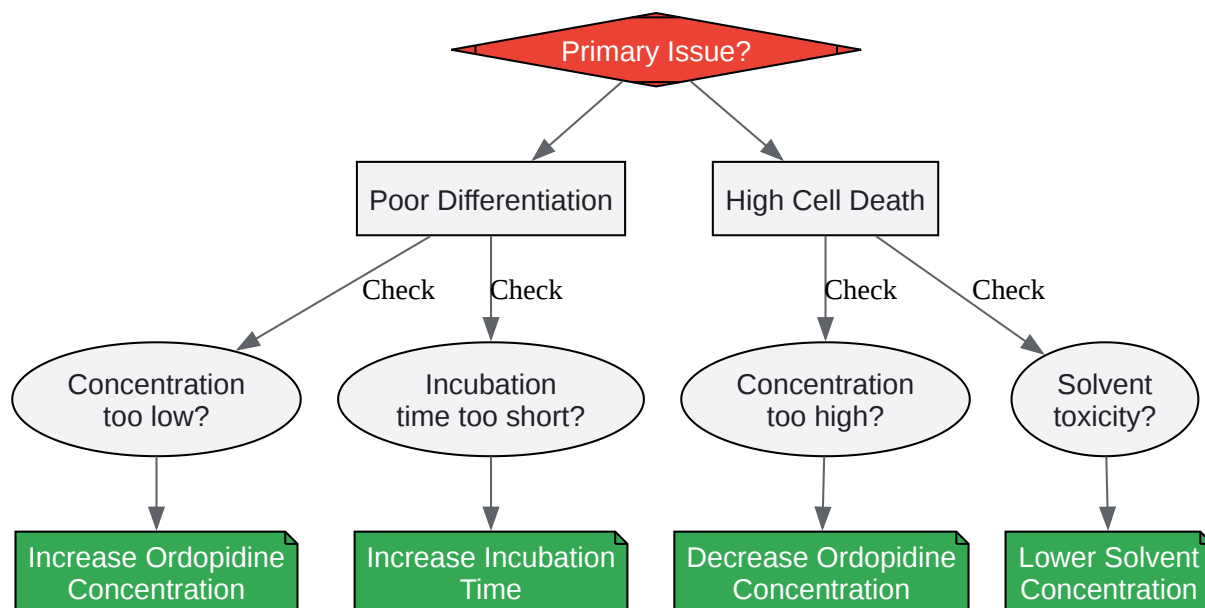 Primary Issue?
Poor Differentiation
High Cell Death
Check
Check
Check
Check
Concentration
too low?
Incubation
time too short?
Concentration
too high?
Solvent
toxicity?
Increase Ordopidine
Concentration
Increase Incubation
Time
Decrease Ordopidine
Concentration
Lower Solvent
Concentration